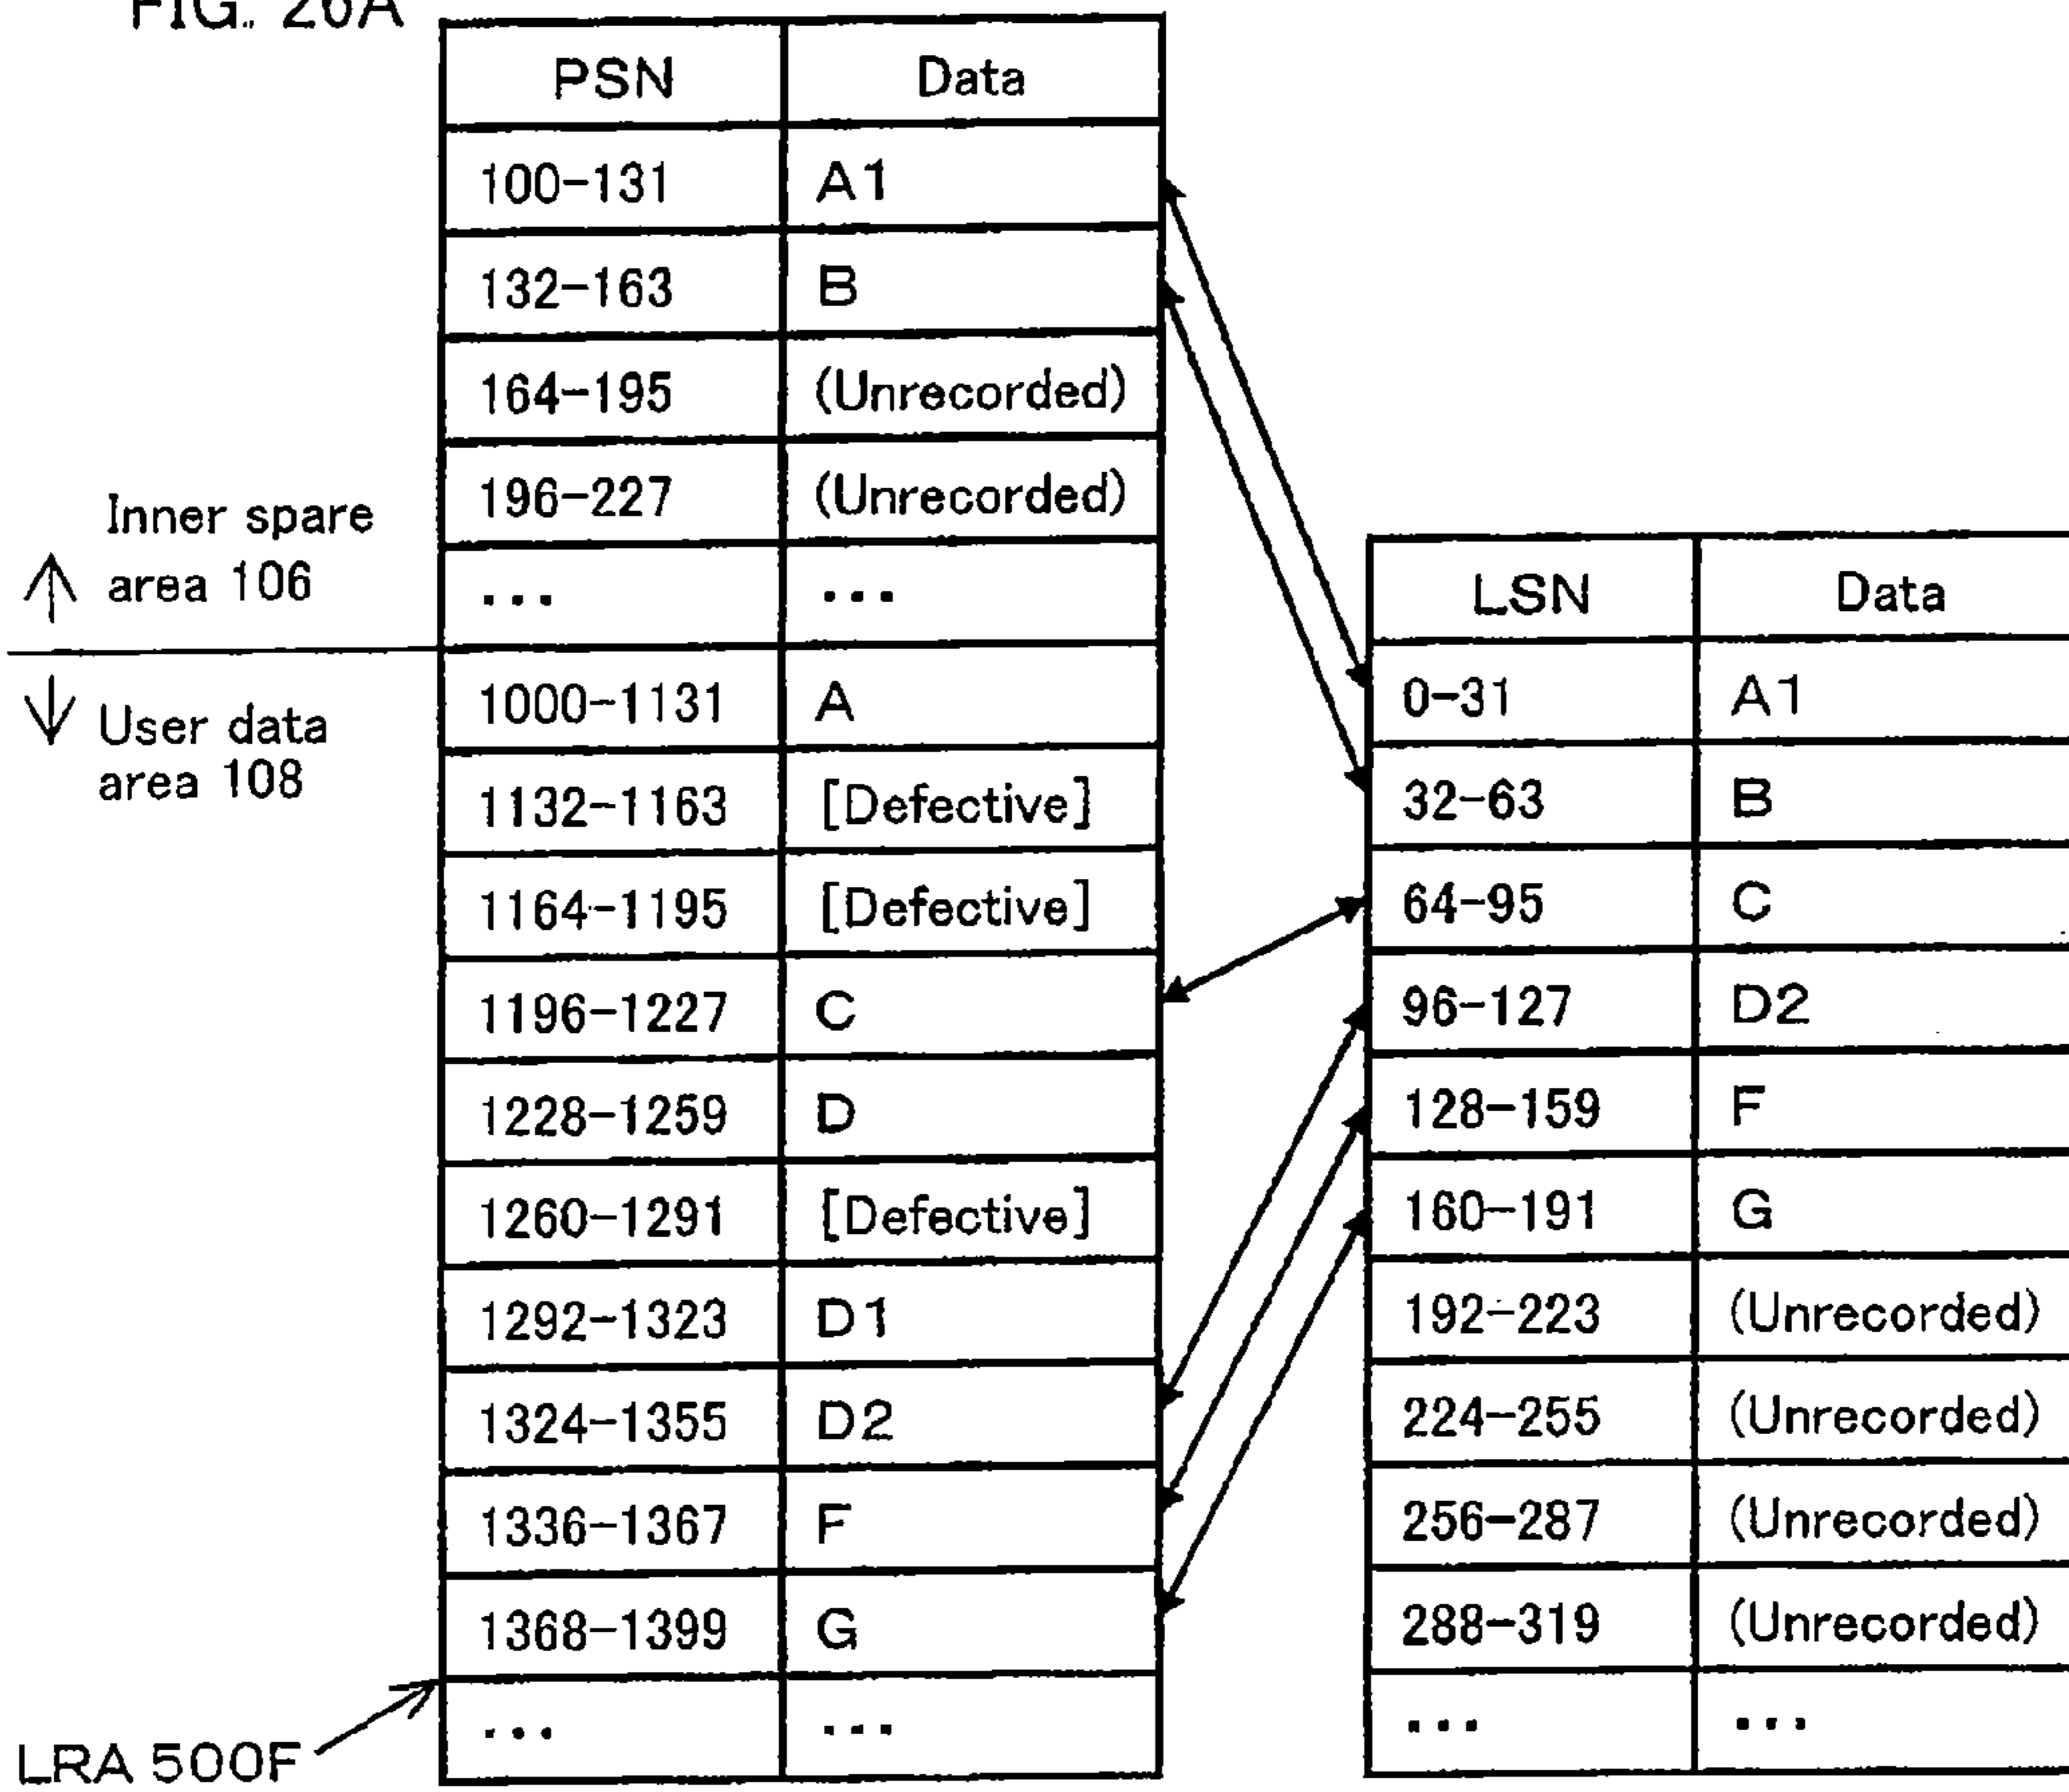 FIG. 26A
PSN Data
100-131 A1
132-163 B
164-195 (Unrecorded)
196-227 (Unrecorded)
... ...
1000-1131 A
1132-1163 [Defective]
1164-1195 [Defective]
1196-1227 C
1228-1259 D
1260-1291 [Defective]
1292-1323 D1
1324-1355 D2
1336-1367 F
1368-1399 G
... ...
Inner spare
area 106
User data
area 108
LRA 500F
LSN Data
0-31 A1
32-63 B
64-95 C
96-127 D2
128-159 F
160-191 G
192-223 (Unrecorded)
224-255 (Unrecorded)
256-287 (Unrecorded)
288-319 (Unrecorded)
... ...